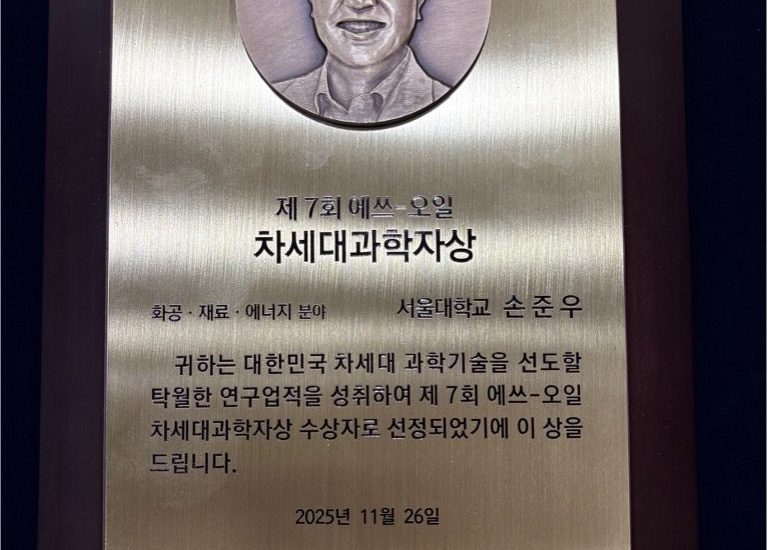 제 7회 에쓰-오일
차세대과학자상
화공 · 재료 · 에너지 분야 서울대학교 손준우
귀하는 대한민국 차세대 과학기술을 선도할
탁월한 연구업적을 성취하여 제 7회 에쓰-오일
차세대과학자상 수상자로 선정되었기에 이 상을
드립니다.
2025년 11월 26일